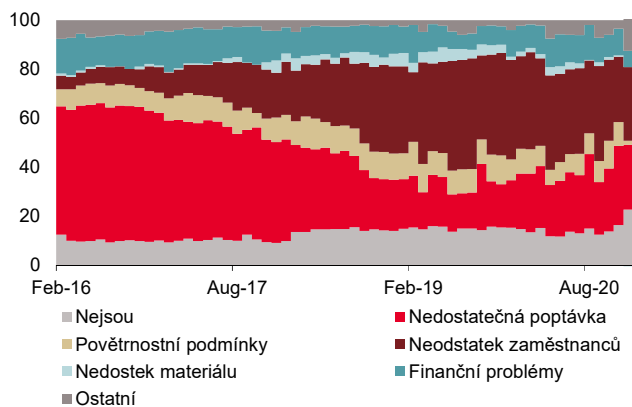 100
80
60
40
20
0
Feb-16 Aug-17 Feb-19 Aug-20
Nejsou Nedostatečná poptávka
Povětrnostní podmínky Neodstatek zaměstnanců
Nedostek materiálu Finanční problémy
Ostatní